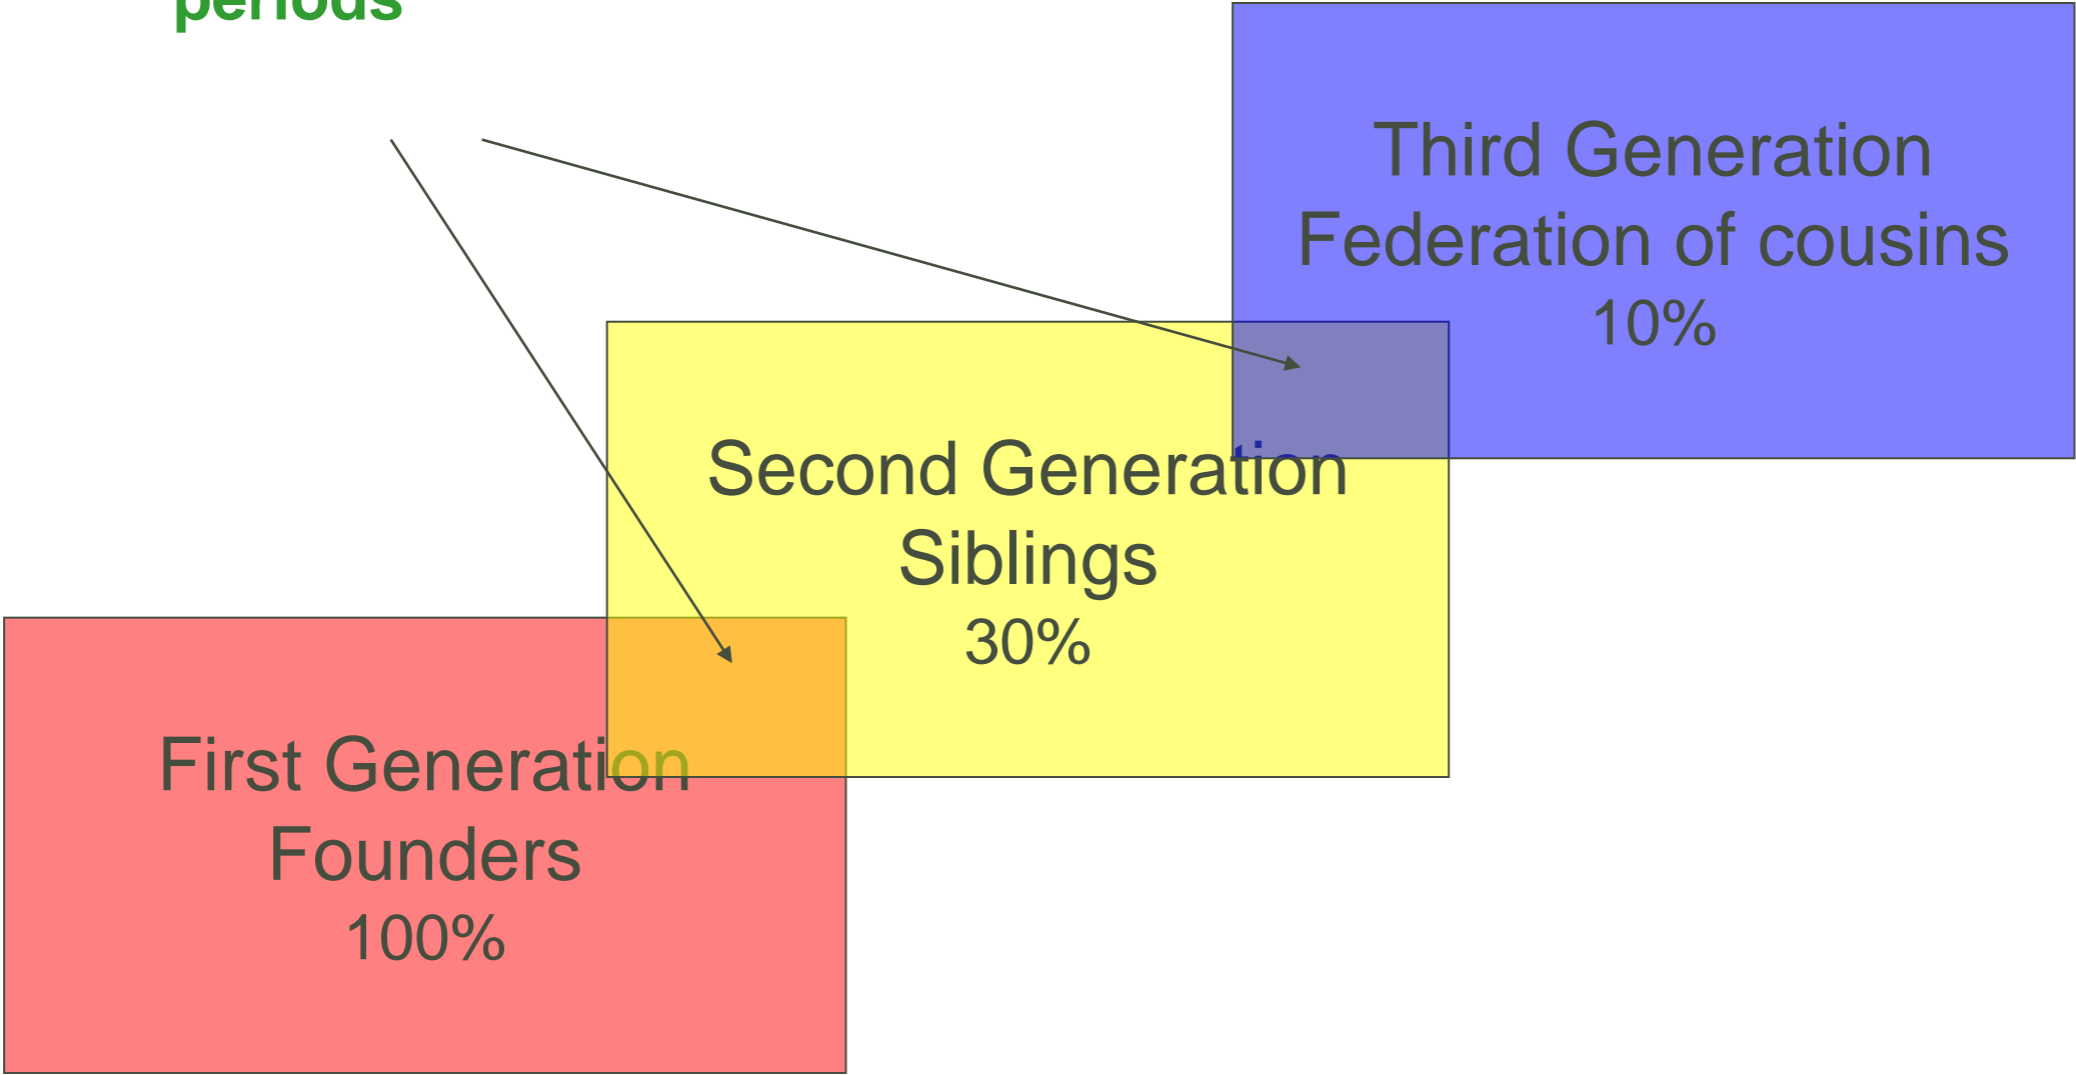 periods
Third Generation
Federation of cousins
10%
Second Generation
Siblings
30%
First Generation
Founders
100%